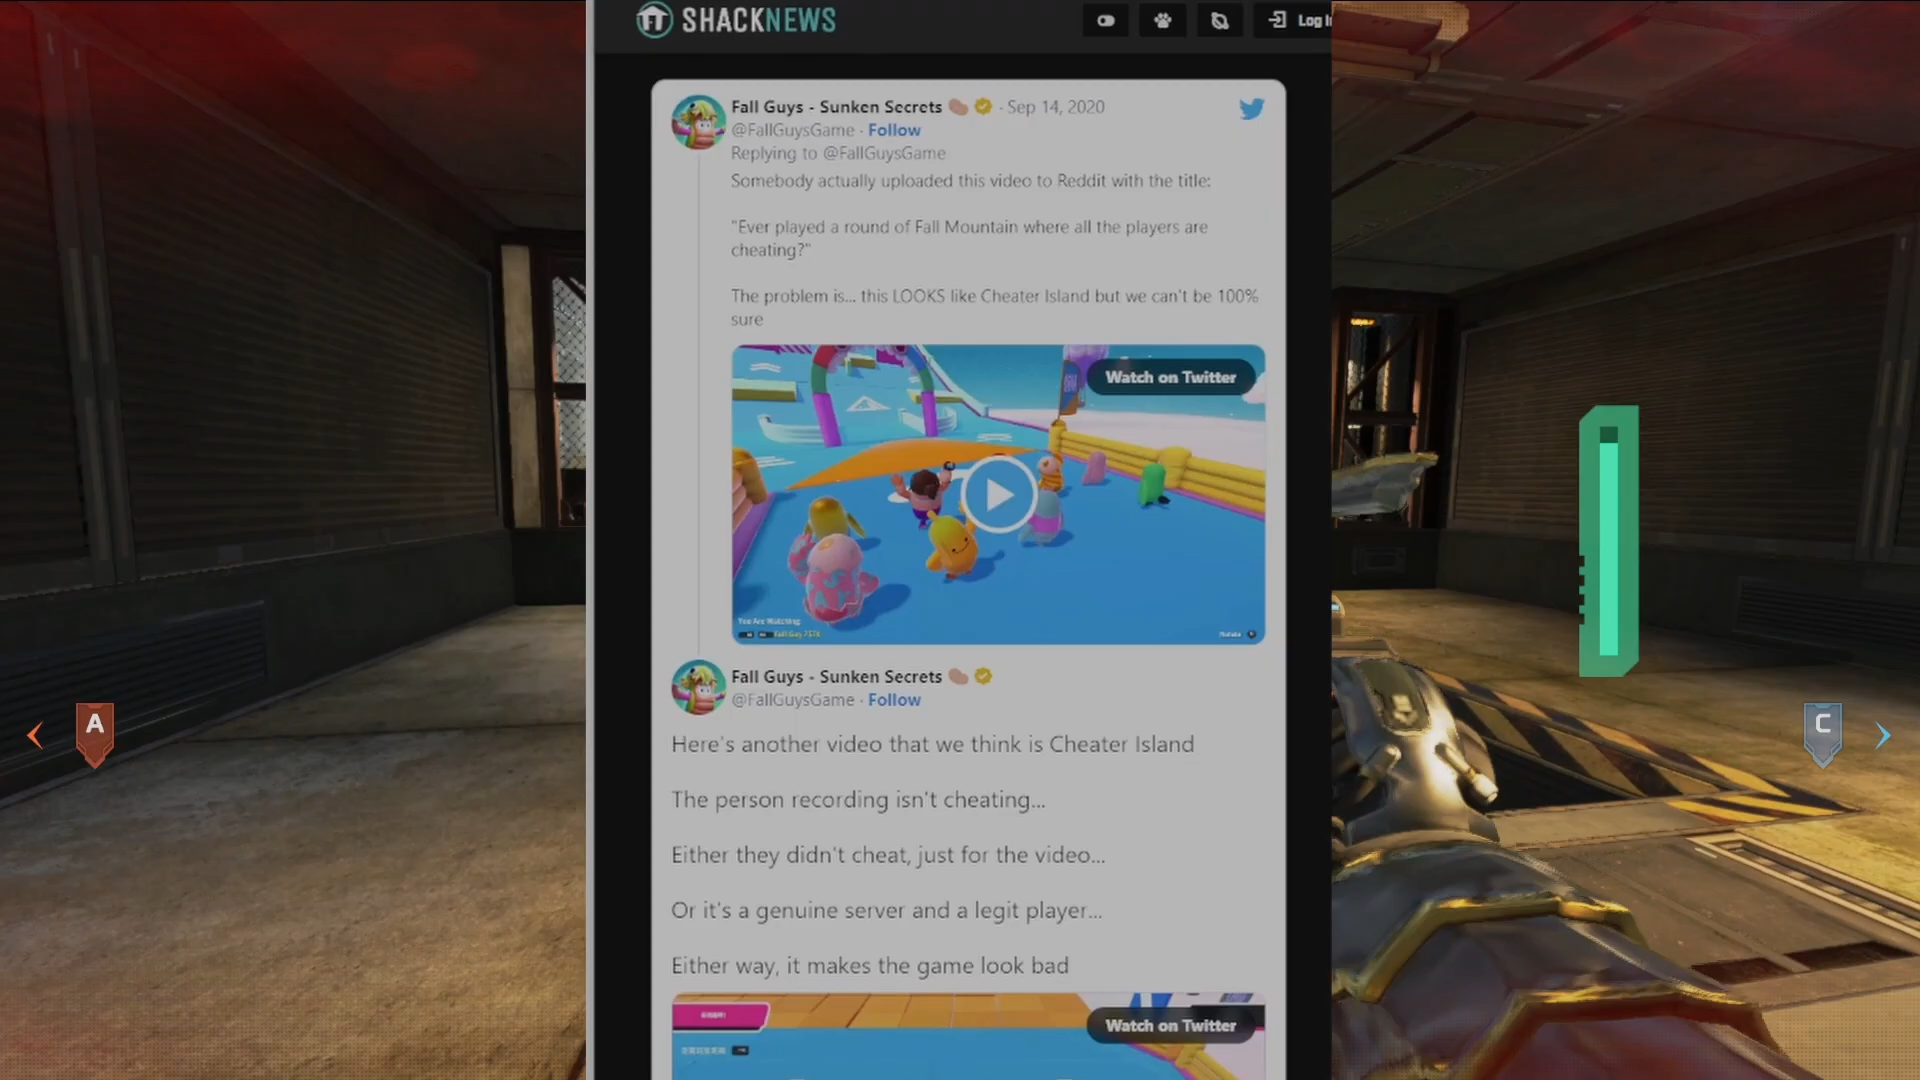 SHACKNEWS
Log I
Fall Guys - Sunken Secrets · Sep 14, 2020
@FallGuysGame · Follow
Replying to @FallGuysGame
Somebody actually uploaded this video to Reddit with the title:
"Ever played a round of Fall Mountain where all the players are
cheating?"
The problem is... this LOOKS like Cheater Island but we can't be 100%
sure
Watch on Twitter
You Are Watching:
Fall Guys - Sunken Secrets
@FallGuysGame · Follow
Here's another video that we think is Cheater Island
The person recording isn't cheating...
Either they didn't cheat, just for the video...
Or it's a genuine server and a legit player...
Either way, it makes the game look bad
Watch on Twitter
A
C